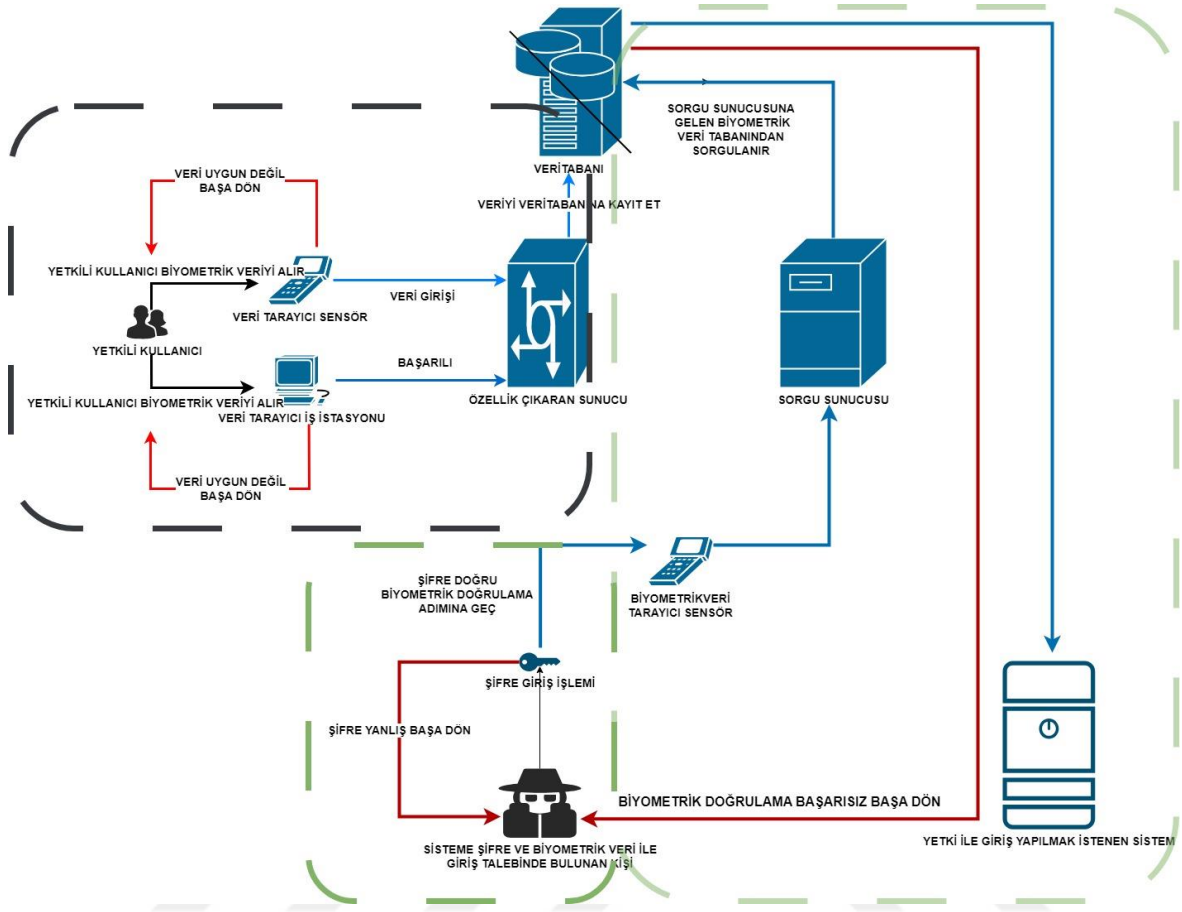 SORGU SUNUCUSUNA
GELEN BİYOMETRİK
VERİ TABANINDAN
SORGULANIR
VERİTABANI
VERİ UYGUN DEĞİL
BAŞA DÖN
VERİYİ VERİTABANINA KAYIT ET
YETKİLİ KULLANICI BİYOMETRİK VERİYİ ALIR
VERİ GİRİŞİ
VERİ TARAYICI SENSÖR
YETKİLİ KULLANICI
BAŞARILI
YETKİLİ KULLANICI BİYOMETRİK VERİYİ ALIR
VERİ TARAYICI İŞ İSTASYONU
ÖZELLİK ÇIKARAN SUNUCU
SORGU SUNUCUSU
VERİ UYGUN DEĞİL
BAŞA DÖN
ŞİFRE DOĞRU
BİYOMETRİK DOĞRULAMA
ADIMINA GEÇ
BİYOMETRİKVERİ
TARAYICI SENSÖR
ŞİFRE GİRİŞ İŞLEMİ
ŞİFRE YANLIŞ BAŞA DÖN
BİYOMETRİK DOĞRULAMA BAŞARISIZ BAŞA DÖN
SİSTEME ŞİFRE VE BİYOMETRİK VERİ İLE
GİRİŞ TALEBİNDE BULUNAN KİŞİ
YETKİ İLE GİRİŞ YAPILMAK İSTENEN SİSTEM